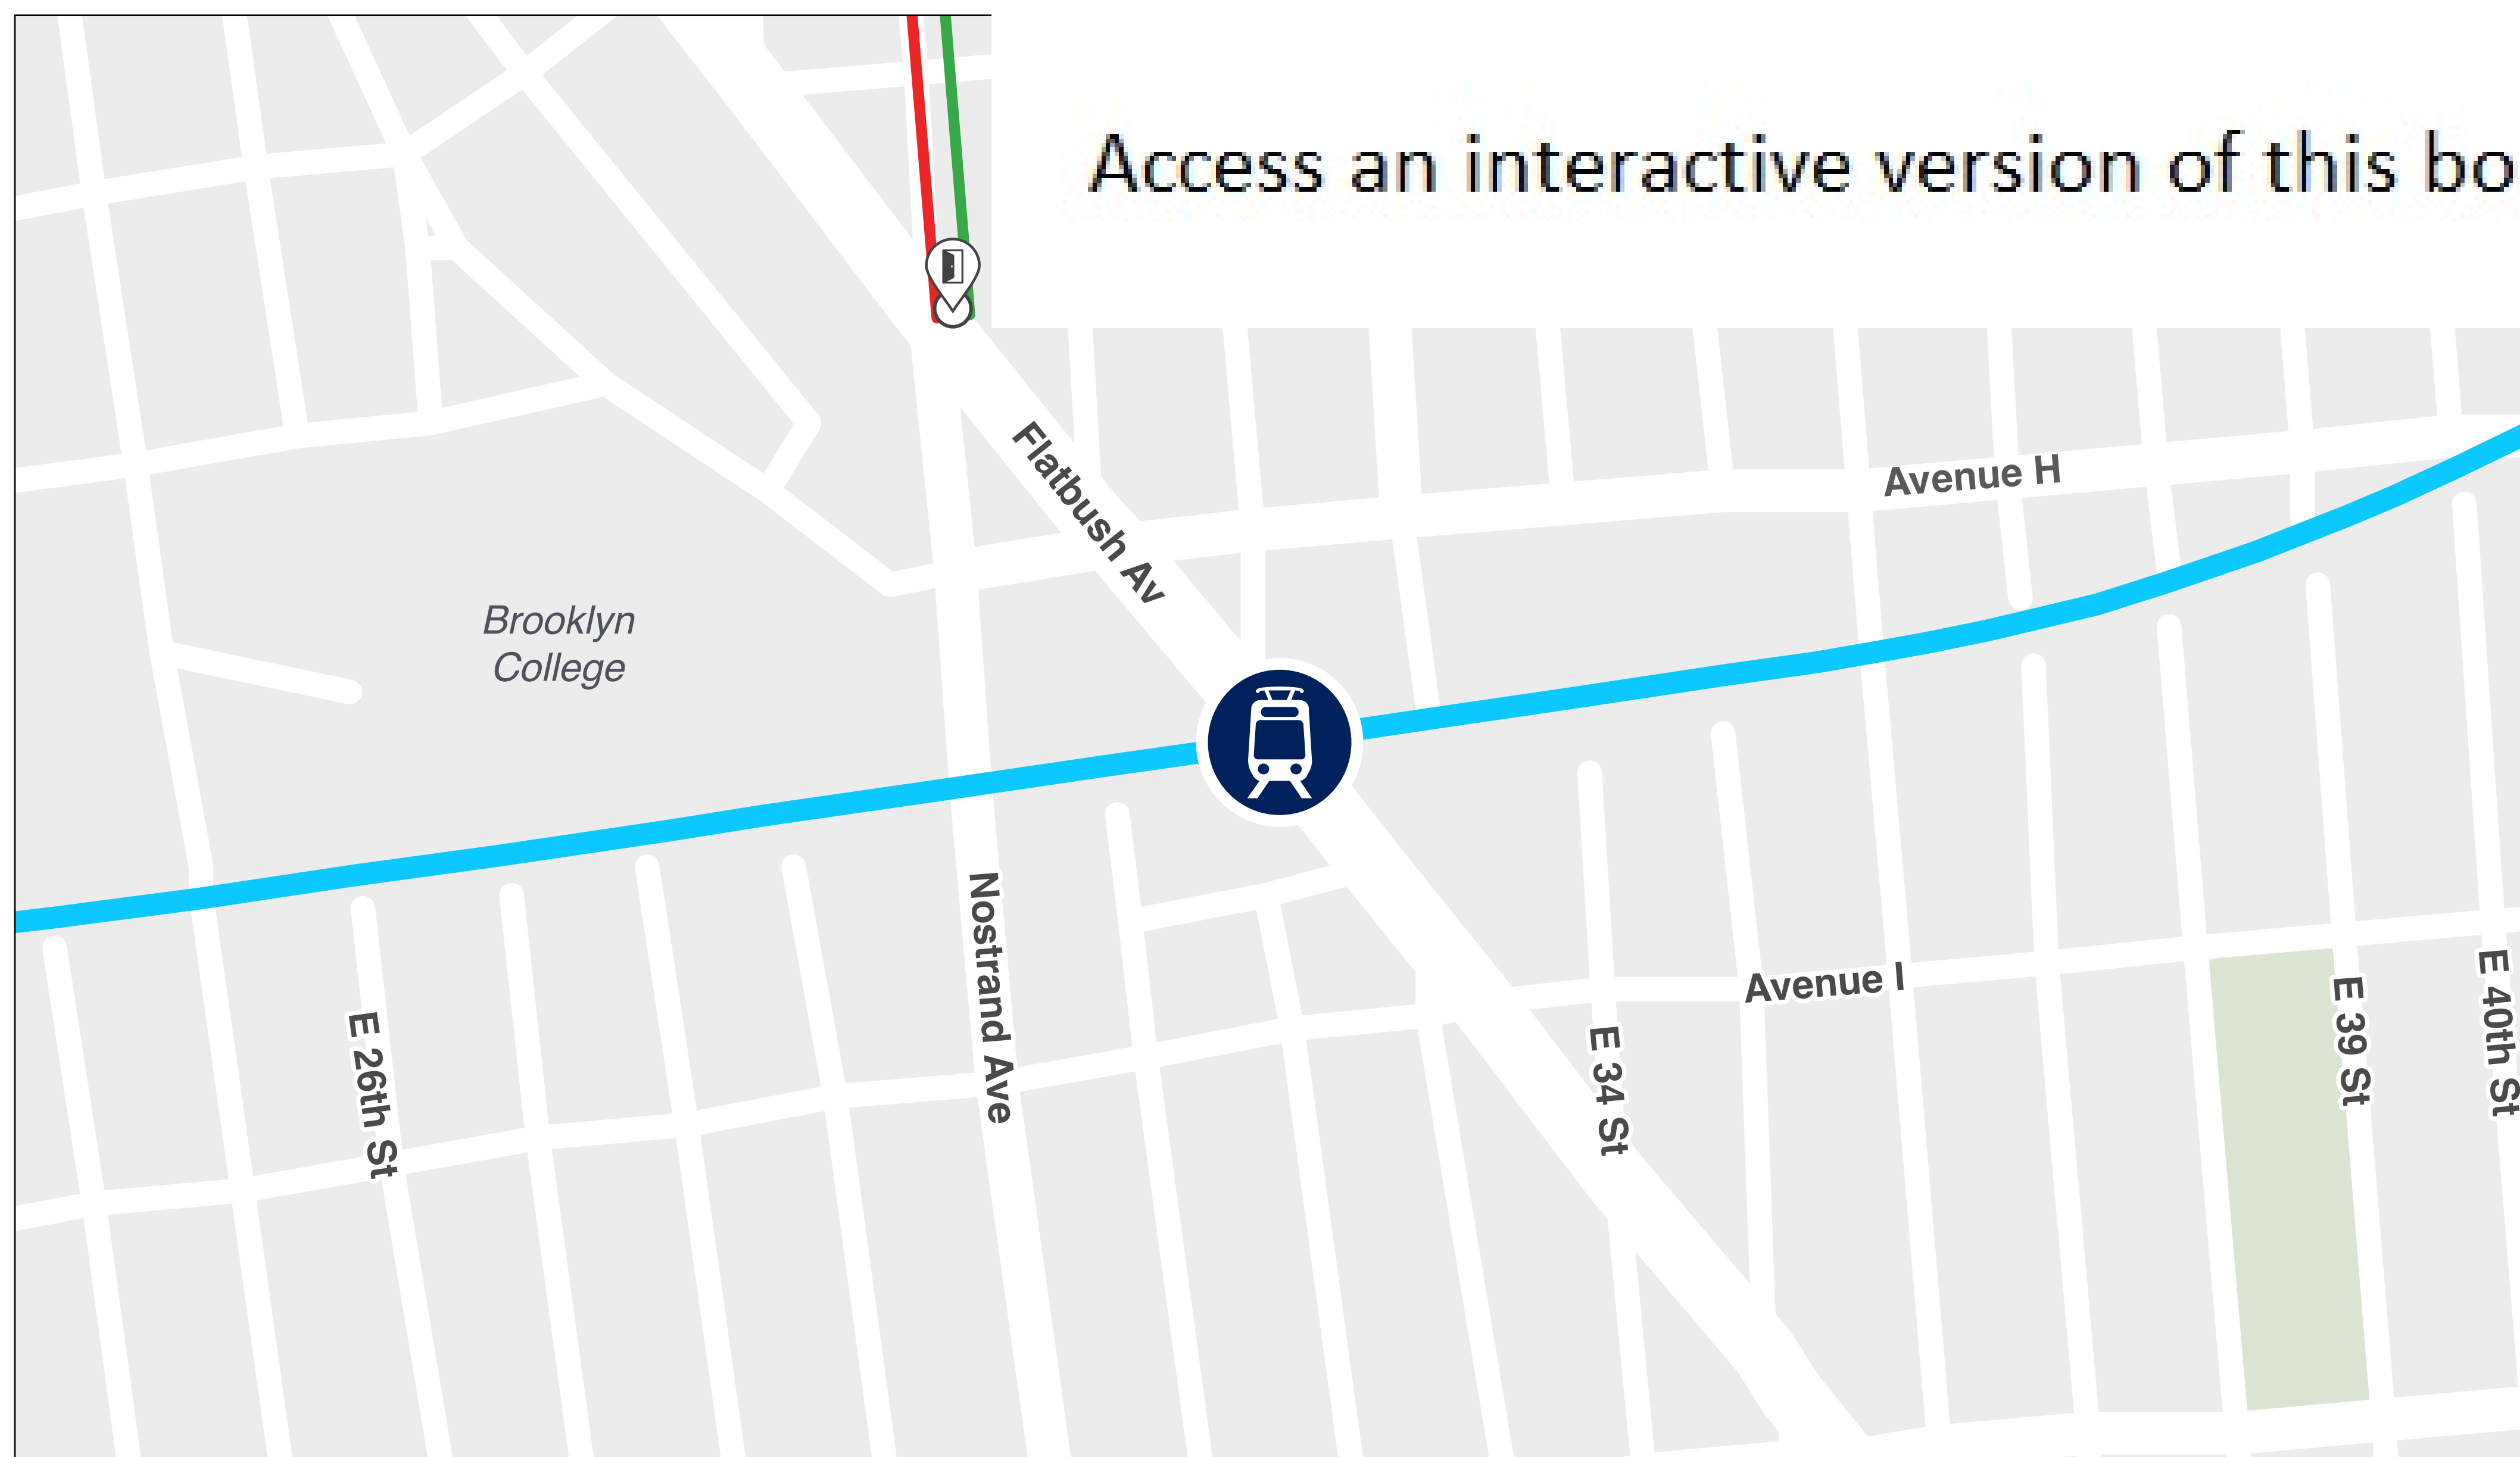 Access an interactive version of this bo
Flatbush Av
Avenue H
Brooklyn
College
Nostrand Ave
Avenue I
E 26th St
E 34 St
E 39 St
E 40th St